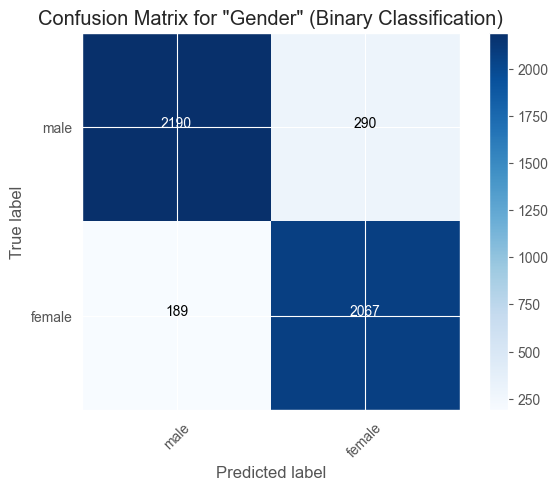 Confusion Matrix for "Gender" (Binary Classification)
2000
male
2190
290
1750
1500
1250
True label
1000
750
female
189
2067
500
250
male
female
Predicted label